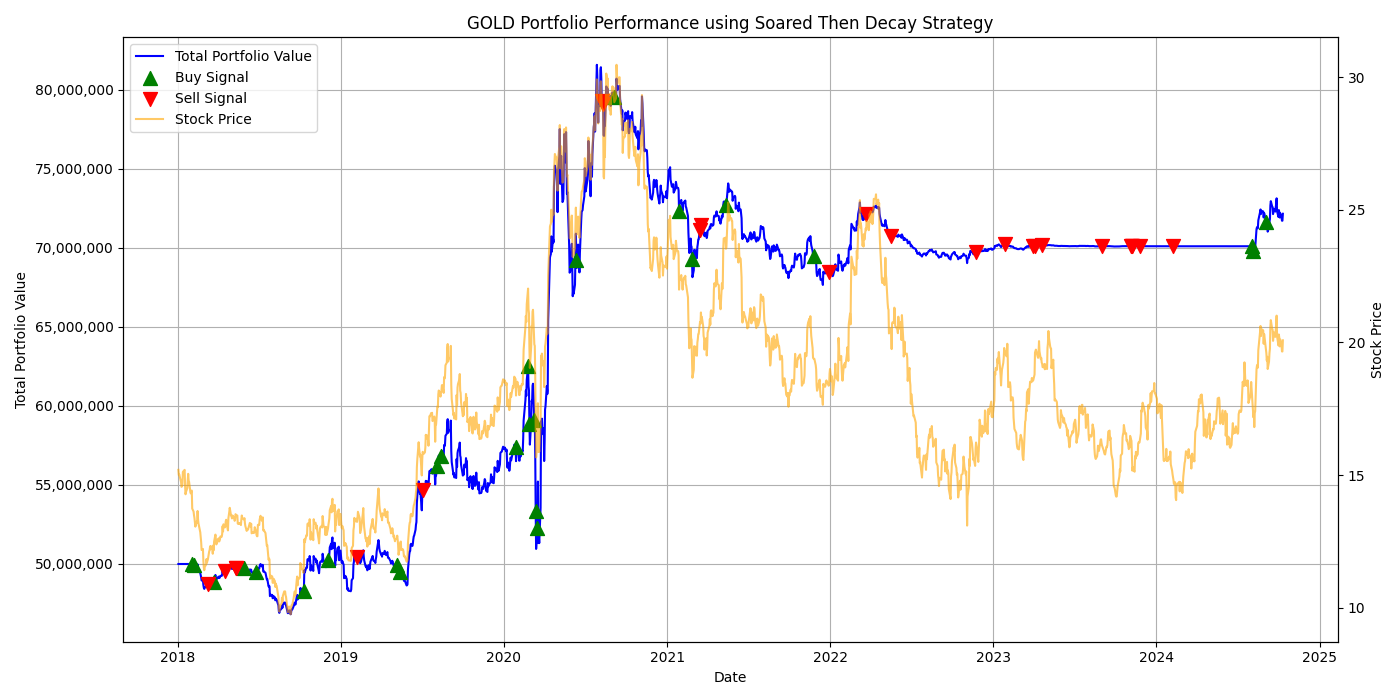 GOLD Portfolio Performance using Soared Then Decay Strategy
Total Portfolio Value
Buy Signal
Sell Signal
Stock Price
80,000,000
75,000,000
70,000,000
65,000,000
60,000,000
55,000,000
50,000,000
Total Portfolio Value
30
25
20
15
10
Stock Price
2018
2019
2020
2021
2022
2023
2024
2025
Date